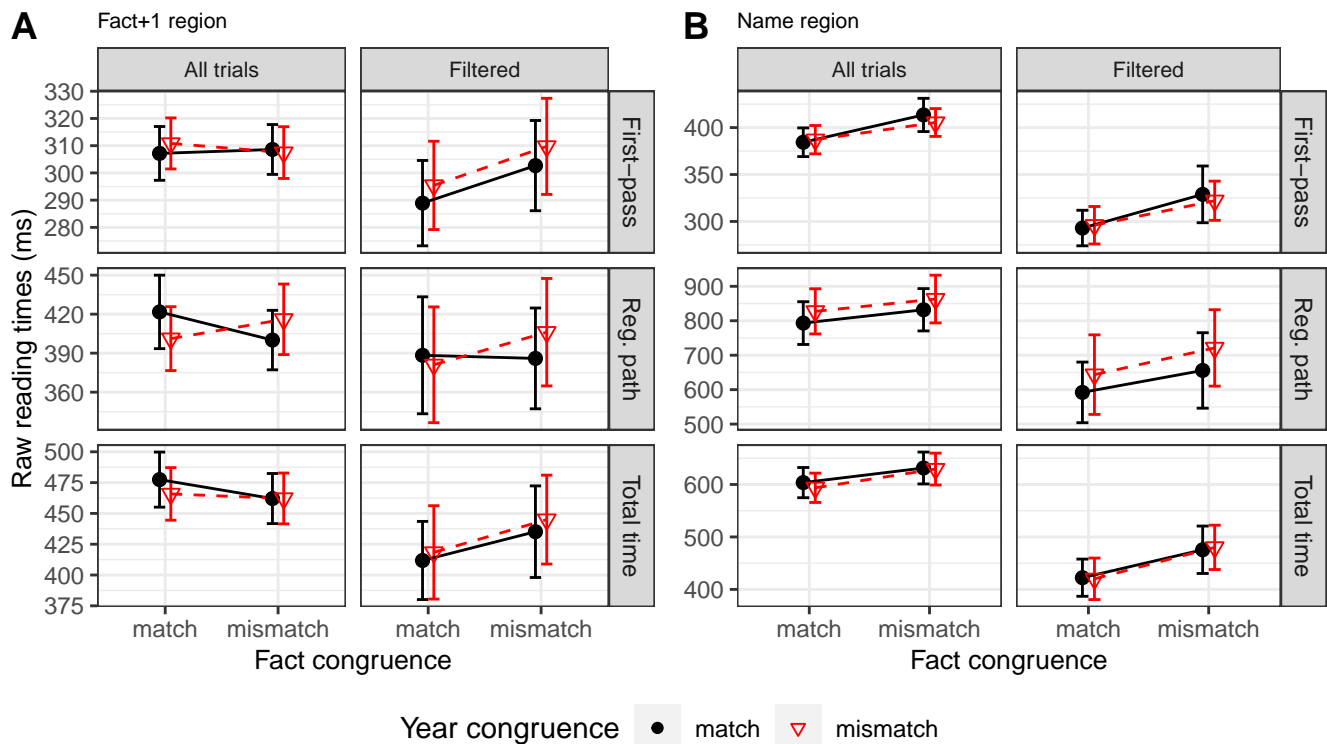 A Fact+1 region
All trials
Filtered
Raw reading times (ms)
330
320
310
300
290
280
First−pass
450
420
390
360
Reg. path
500
475
450
425
400
375
Total time
match mismatch
match mismatch
Fact congruence
B Name region
All trials
Filtered
400
350
300
First−pass
900
800
700
600
500
Reg. path
600
500
400
Total time
match mismatch
match mismatch
Fact congruence
Year congruence match mismatch